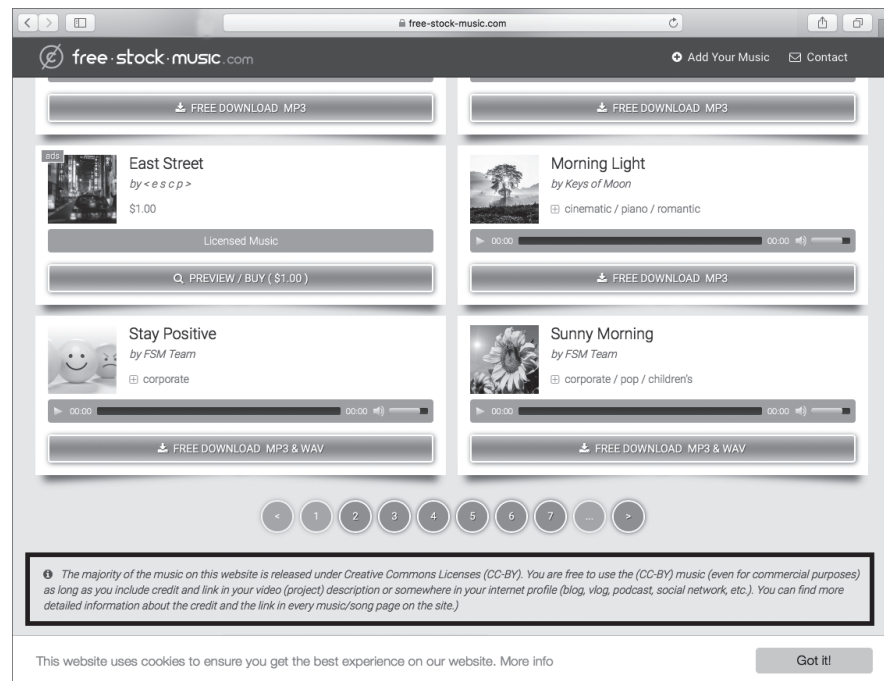 free-stock-music.com
free·stock·music.com
Add Your Music Contact
FREE DOWNLOAD MP3
FREE DOWNLOAD MP3
ads
East Street
by < e s c p >
$1.00
Licensed Music
PREVIEW / BUY ( $1.00 )
Morning Light
by Keys of Moon
cinematic / piano / romantic
00:00 00:00
FREE DOWNLOAD MP3
Stay Positive
by FSM Team
corporate
00:00 00:00
FREE DOWNLOAD MP3 & WAV
Sunny Morning
by FSM Team
corporate / pop / children's
00:00 00:00
FREE DOWNLOAD MP3 & WAV
< 1 2 3 4 5 6 7 ... >
The majority of the music on this website is released under Creative Commons Licenses (CC-BY). You are free to use the (CC-BY) music (even for commercial purposes)
as long as you include credit and link in your video (project) description or somewhere in your internet profile (blog, vlog, podcast, social network, etc.). You can find more
detailed information about the credit and the link in every music/song page on the site.)
This website uses cookies to ensure you get the best experience on our website. More info
Got it!